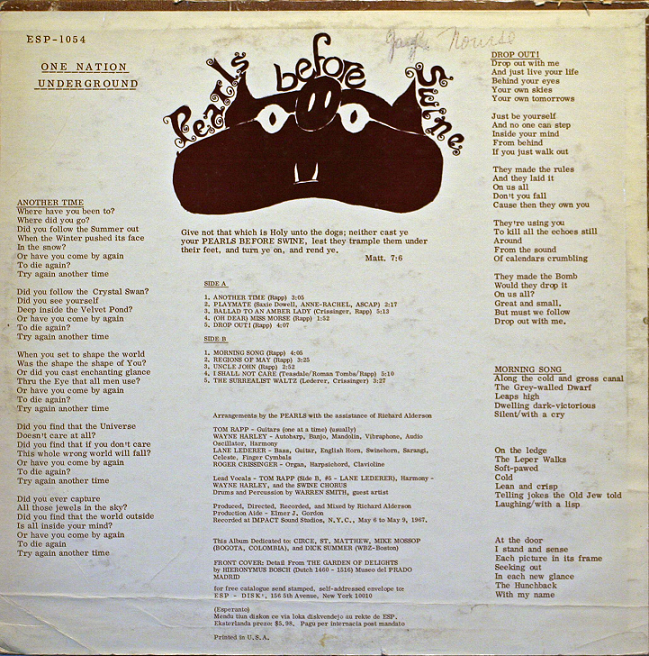 ESP-1054
ONE NATION
UNDERGROUND
Pearls before Swine
Give not that which is Holy unto the dogs; neither cast ye
your PEARLS BEFORE SWINE, lest they trample them under
their feet, and turn ye on, and rend ye.
Matt. 7:6
ANOTHER TIME
Where have you been to?
Where did you go?
Did you follow the Summer out
When the Winter pushed its face
In the snow?
Or have you come by again
To die again?
Try again another time
Did you follow the Crystal Swan?
Did you see yourself
Deep inside the Velvet Pond?
Or have you come by again
To die again?
Try again another time
When you set to shape the world
Was the shape the shape of You?
Or did you cast enchanting glance
Thru the Eye that all men use?
Or have you come by again
To die again?
Try again another time
Did you find that the Universe
Doesn't care at all?
Did you find that if you don't care
This whole wrong world will fall?
Or have you come by again
To die again?
Try again another time
Did you ever capture
All those jewels in the sky?
Did you find that the world outside
Is all inside your mind?
Or have you come by again
To die again
Try again another time
SIDE A
1. ANOTHER TIME (Rapp) 3:05
2. PLAYMATE (Saxie Dowell, ANNE-RACHEL, ASCAP) 2:17
3. BALLAD TO AN AMBER LADY (Crissinger, Rapp) 5:13
4. (OH DEAR) MISS MORSE (Rapp) 1:52
5. DROP OUT! (Rapp) 4:07
SIDE B
1. MORNING SONG (Rapp) 4:05
2. REGIONS OF MAY (Rapp) 3:25
3. UNCLE JOHN (Rapp) 2:52
4. I SHALL NOT CARE (Teasdale/Roman Tombs/Rapp) 5:10
5. THE SURREALIST WALTZ (Lederer, Crissinger) 3:27
Arrangements by the PEARLS with the assistance of Richard Alderson
TOM RAPP - Guitars (one at a time) (usually)
WAYNE HARLEY - Autoharp, Banjo, Mandolin, Vibraphone, Audio
Oscillator, Harmony
LANE LEDERER - Bass, Guitar, English Horn, Swinehorn, Sarangi,
Celeste, Finger Cymbals
ROGER CRISSINGER - Organ, Harpsichord, Clavioline
Lead Vocals - TOM RAPP (Side B, #5 - LANE LEDERER), Harmony -
WAYNE HARLEY, and the SWINE CHORUS
Drums and Percussion by WARREN SMITH, guest artist
Produced, Directed, Recorded, and Mixed by Richard Alderson
Production Aide - Elmer J. Gordon
Recorded at IMPACT Sound Studios, N.Y.C., May 6 to May 9, 1967.
This Album Dedicated to: CIRCE, ST. MATTHEW, MIKE MOSSOP
(BOGOTA, COLOMBIA), and DICK SUMMER (WBZ-Boston)
FRONT COVER: Detail From THE GARDEN OF DELIGHTS
by HIERONYMUS BOSCH (Dutch 1460 - 1516) Museo del PRADO
MADRID
for free catalogue send stamped, self-addressed envelope to:
ESP - DISK', 156 5th Avenue, New York 10010
(Esperanto)
Mendu tiun diskon ce via loka diskvendejo au rekte de ESP.
Eksterlanda prezo: $5.98. Pagu per internacia post mandato
Printed in U.S.A.
DROP OUT!
Drop out with me
And just live your life
Behind your eyes
Your own skies
Your own tomorrows
Just be yourself
And no one can step
Inside your mind
From behind
If you just walk out
They made the rules
And they laid it
On us all
Don't you fall
Cause then they own you
They're using you
To kill all the echoes still
Around
From the sound
Of calendars crumbling
They made the Bomb
Would they drop it
On us all?
Great and small,
But must we follow
Drop out with me.
MORNING SONG
Along the cold and gross canal
The Grey-walled Dwarf
Leaps high
Dwelling dark-victorious
Silent/with a cry
On the ledge
The Leper Walks
Soft-pawed
Cold
Lean and crisp
Telling jokes the Old Jew told
Laughing/with a lisp
At the door
I stand and sense
Each picture in its frame
Seeking out
In each new glance
The Hunchback
With my name